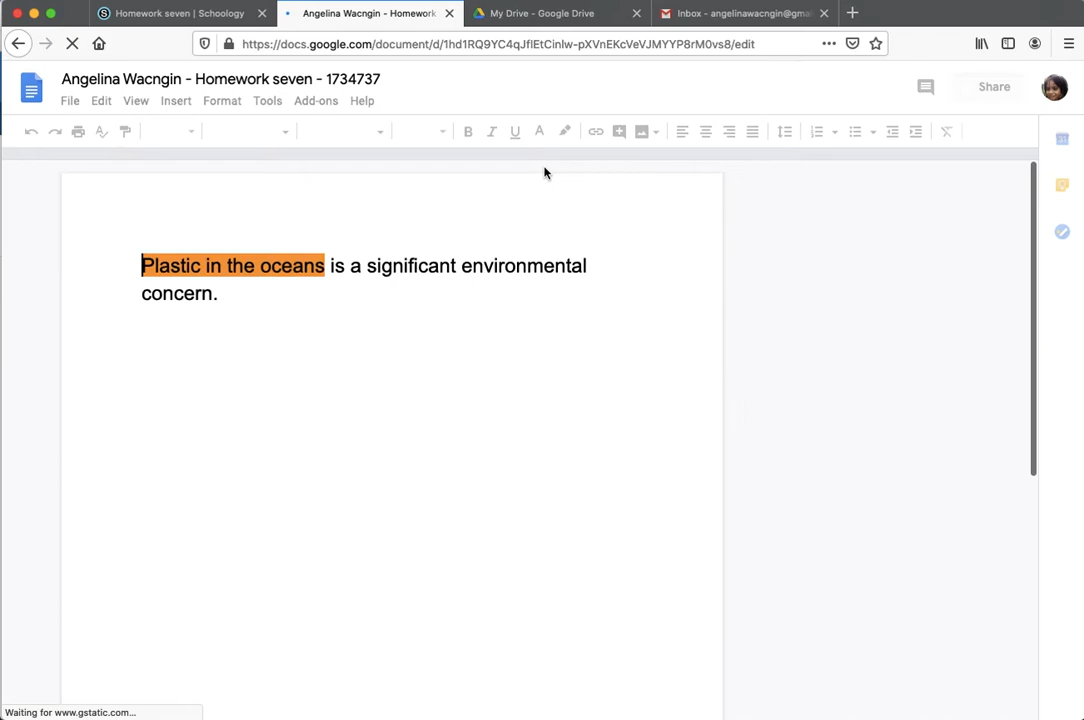 Homework seven | Schoology
Angelina Wacngin - Homework
My Drive - Google Drive
Inbox - angelinawacngin@gma
https://docs.google.com/document/d/1hd1RQ9YC4qJflEtCinlw-pXVnEKcVeVJMYYP8rM0vs8/edit
Angelina Wacngin - Homework seven - 1734737
Share
File Edit View Insert Format Tools Add-ons Help
Plastic in the oceans is a significant environmental
concern.
Waiting for www.gstatic.com...